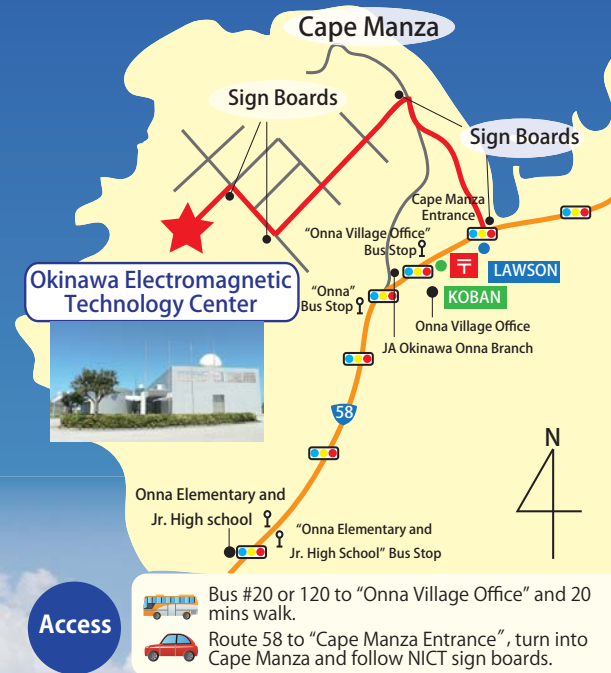 Cape Manza
Sign Boards
Sign Boards
Cape Manza
Entrance
"Onna Village Office"
Bus Stop
〒
LAWSON
KOBAN
Okinawa Electromagnetic
Technology Center
"Onna"
Bus Stop
Onna Village Office
JA Okinawa Onna Branch
58
N
Onna Elementary and
Jr. High school
"Onna Elementary and
Jr. High School" Bus Stop
Access
Bus #20 or 120 to "Onna Village Office" and 20
mins walk.
Route 58 to "Cape Manza Entrance″, turn into
Cape Manza and follow NICT sign boards.